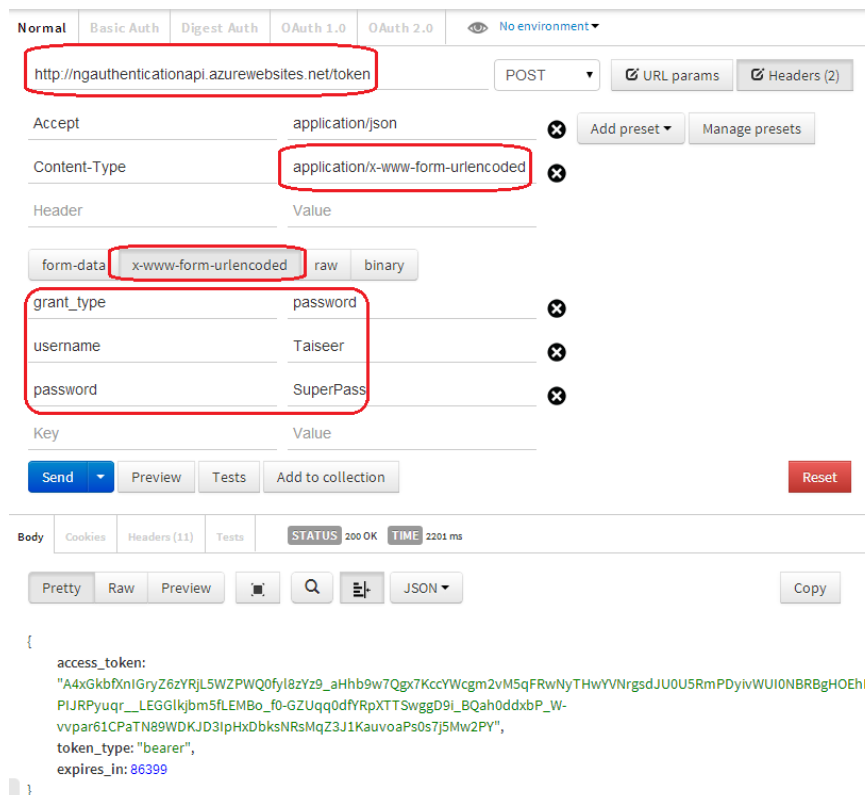 Normal Basic Auth Digest Auth OAuth 1.0 OAuth 2.0 No environment
http://ngauthenticationapi.azurewebsites.net/token POST URL params Headers (2)
Accept application/json Add preset Manage presets
Content-Type application/x-www-form-urlencoded
Header Value
form-data x-www-form-urlencoded raw binary
grant_type password
username Taiseer
password SuperPass
Key Value
Send Preview Tests Add to collection Reset
Body Cookies Headers (11) Tests STATUS 200 OK TIME 2201 ms
Pretty Raw Preview JSON Copy
{
access_token:
"A4xGkbfXnIGryZ6zYRjL5WZPWQ0fyl8zYz9_aHhb9w7Qgx7KccYWcgm2vM5qFRwNyTHwYVNrgsdJU0U5RmPDyivWUI0NBRBgHOEhI
PIJRPyuqr__LEGGlkjbm5fLEMBo_f0-GZUqq0dfYRpXTTSwggD9i_BQah0ddxbP_W-
vvpar61CPaTN89WDKJD3IpHxDbksNRsMqZ3J1KauvoaPs0s7j5Mw2PY",
token_type: "bearer",
expires_in: 86399
}